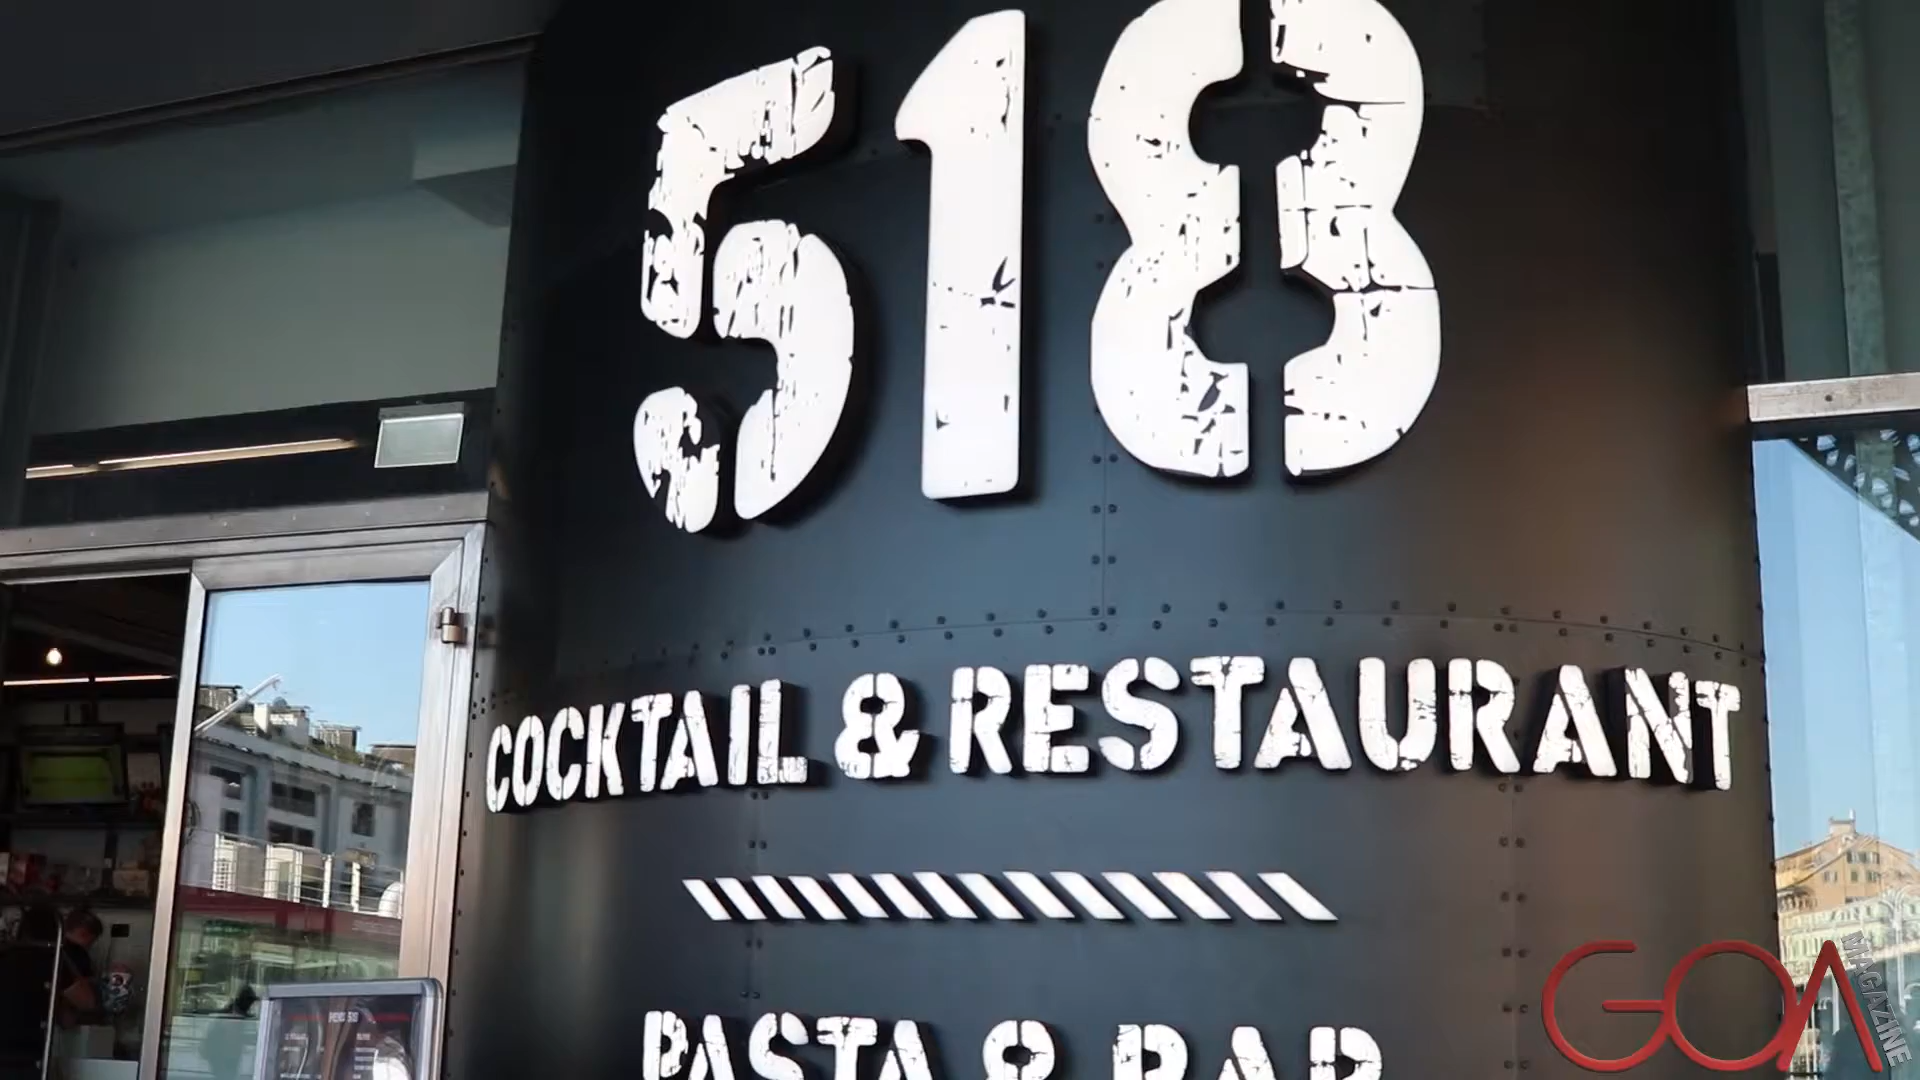 518
COCKTAIL & RESTAURANT
PASTA & BAR
GOA
MAGAZINE